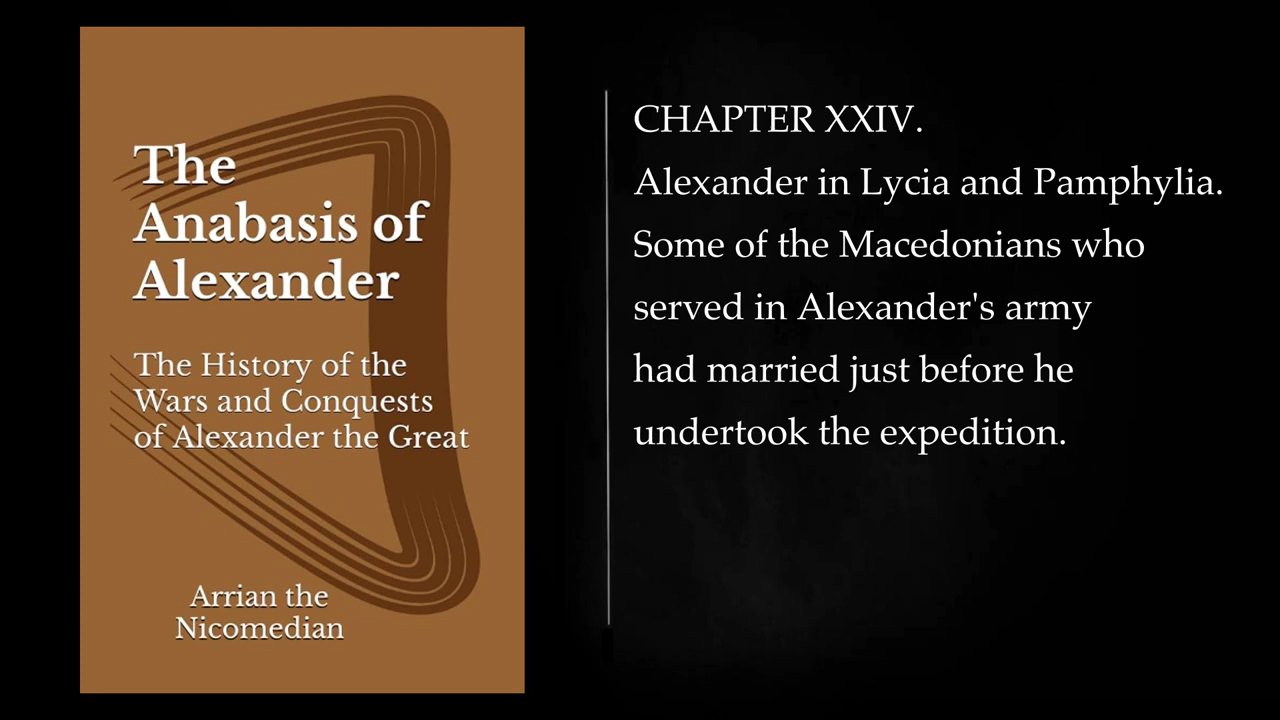 The
Anabasis of
Alexander
The History of the
Wars and Conquests
of Alexander the Great
Arrian the
Nicomedian
CHAPTER XXIV.
Alexander in Lycia and Pamphylia.
Some of the Macedonians who
served in Alexander's army
had married just before he
undertook the expedition.